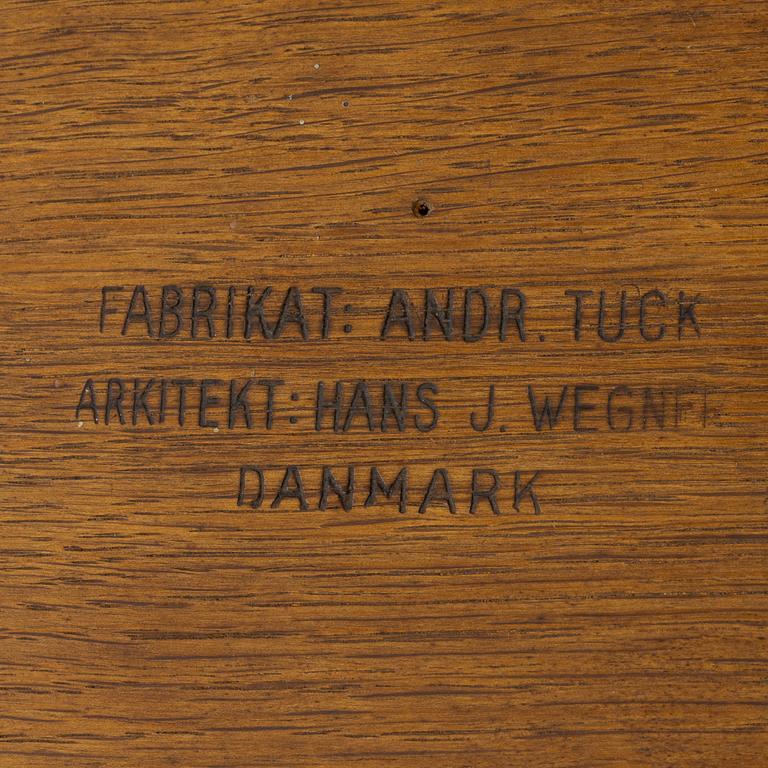 FABRIKAT: ANDR. TUCK
ARKITEKT: HANS J. WEGNER
DANMARK